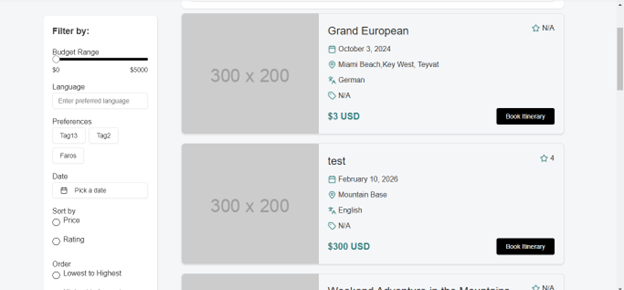 Filter by:
Budget Range
$0 $5000
Language
Enter preferred language
Preferences
Tag13 Tag2
Faros
Date
Pick a date
Sort by
Price
Rating
Order
Lowest to Highest
300 x 200
Grand European
N/A
October 3, 2024
Miami Beach,Key West, Teyvat
German
N/A
$3 USD
Book Itinerary
300 x 200
test
4
February 10, 2026
Mountain Base
English
N/A
$300 USD
Book Itinerary
Weekend Adventure in the Mountains
N/A